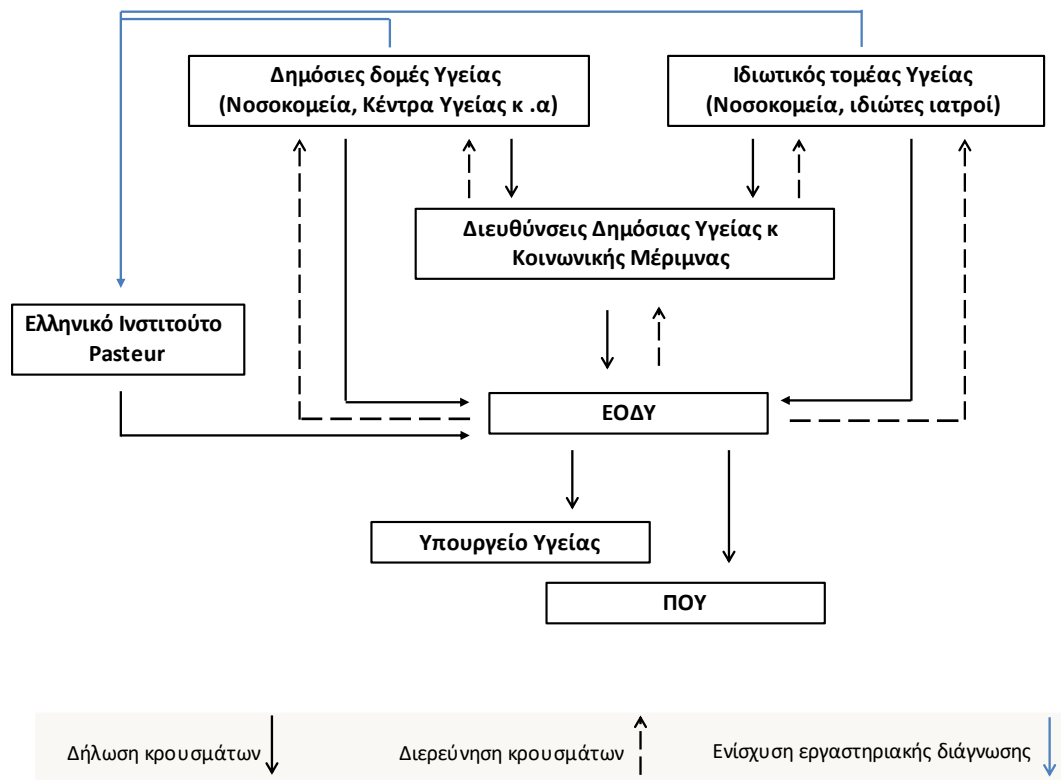 Δημόσιες δομές Υγείας
(Νοσοκομεία, Κέντρα Υγείας κ .α)
Ιδιωτικός τομέας Υγείας
(Νοσοκομεία, ιδιώτες ιατροί)
Διευθύνσεις Δημόσιας Υγείας κ
Κοινωνικής Μέριμνας
Ελληνικό Ινστιτούτο
Pasteur
ΕΟΔΥ
Υπουργείο Υγείας
ΠΟΥ
Δήλωση κρουσμάτων
Διερεύνηση κρουσμάτων
Ενίσχυση εργαστηριακής διάγνωσης